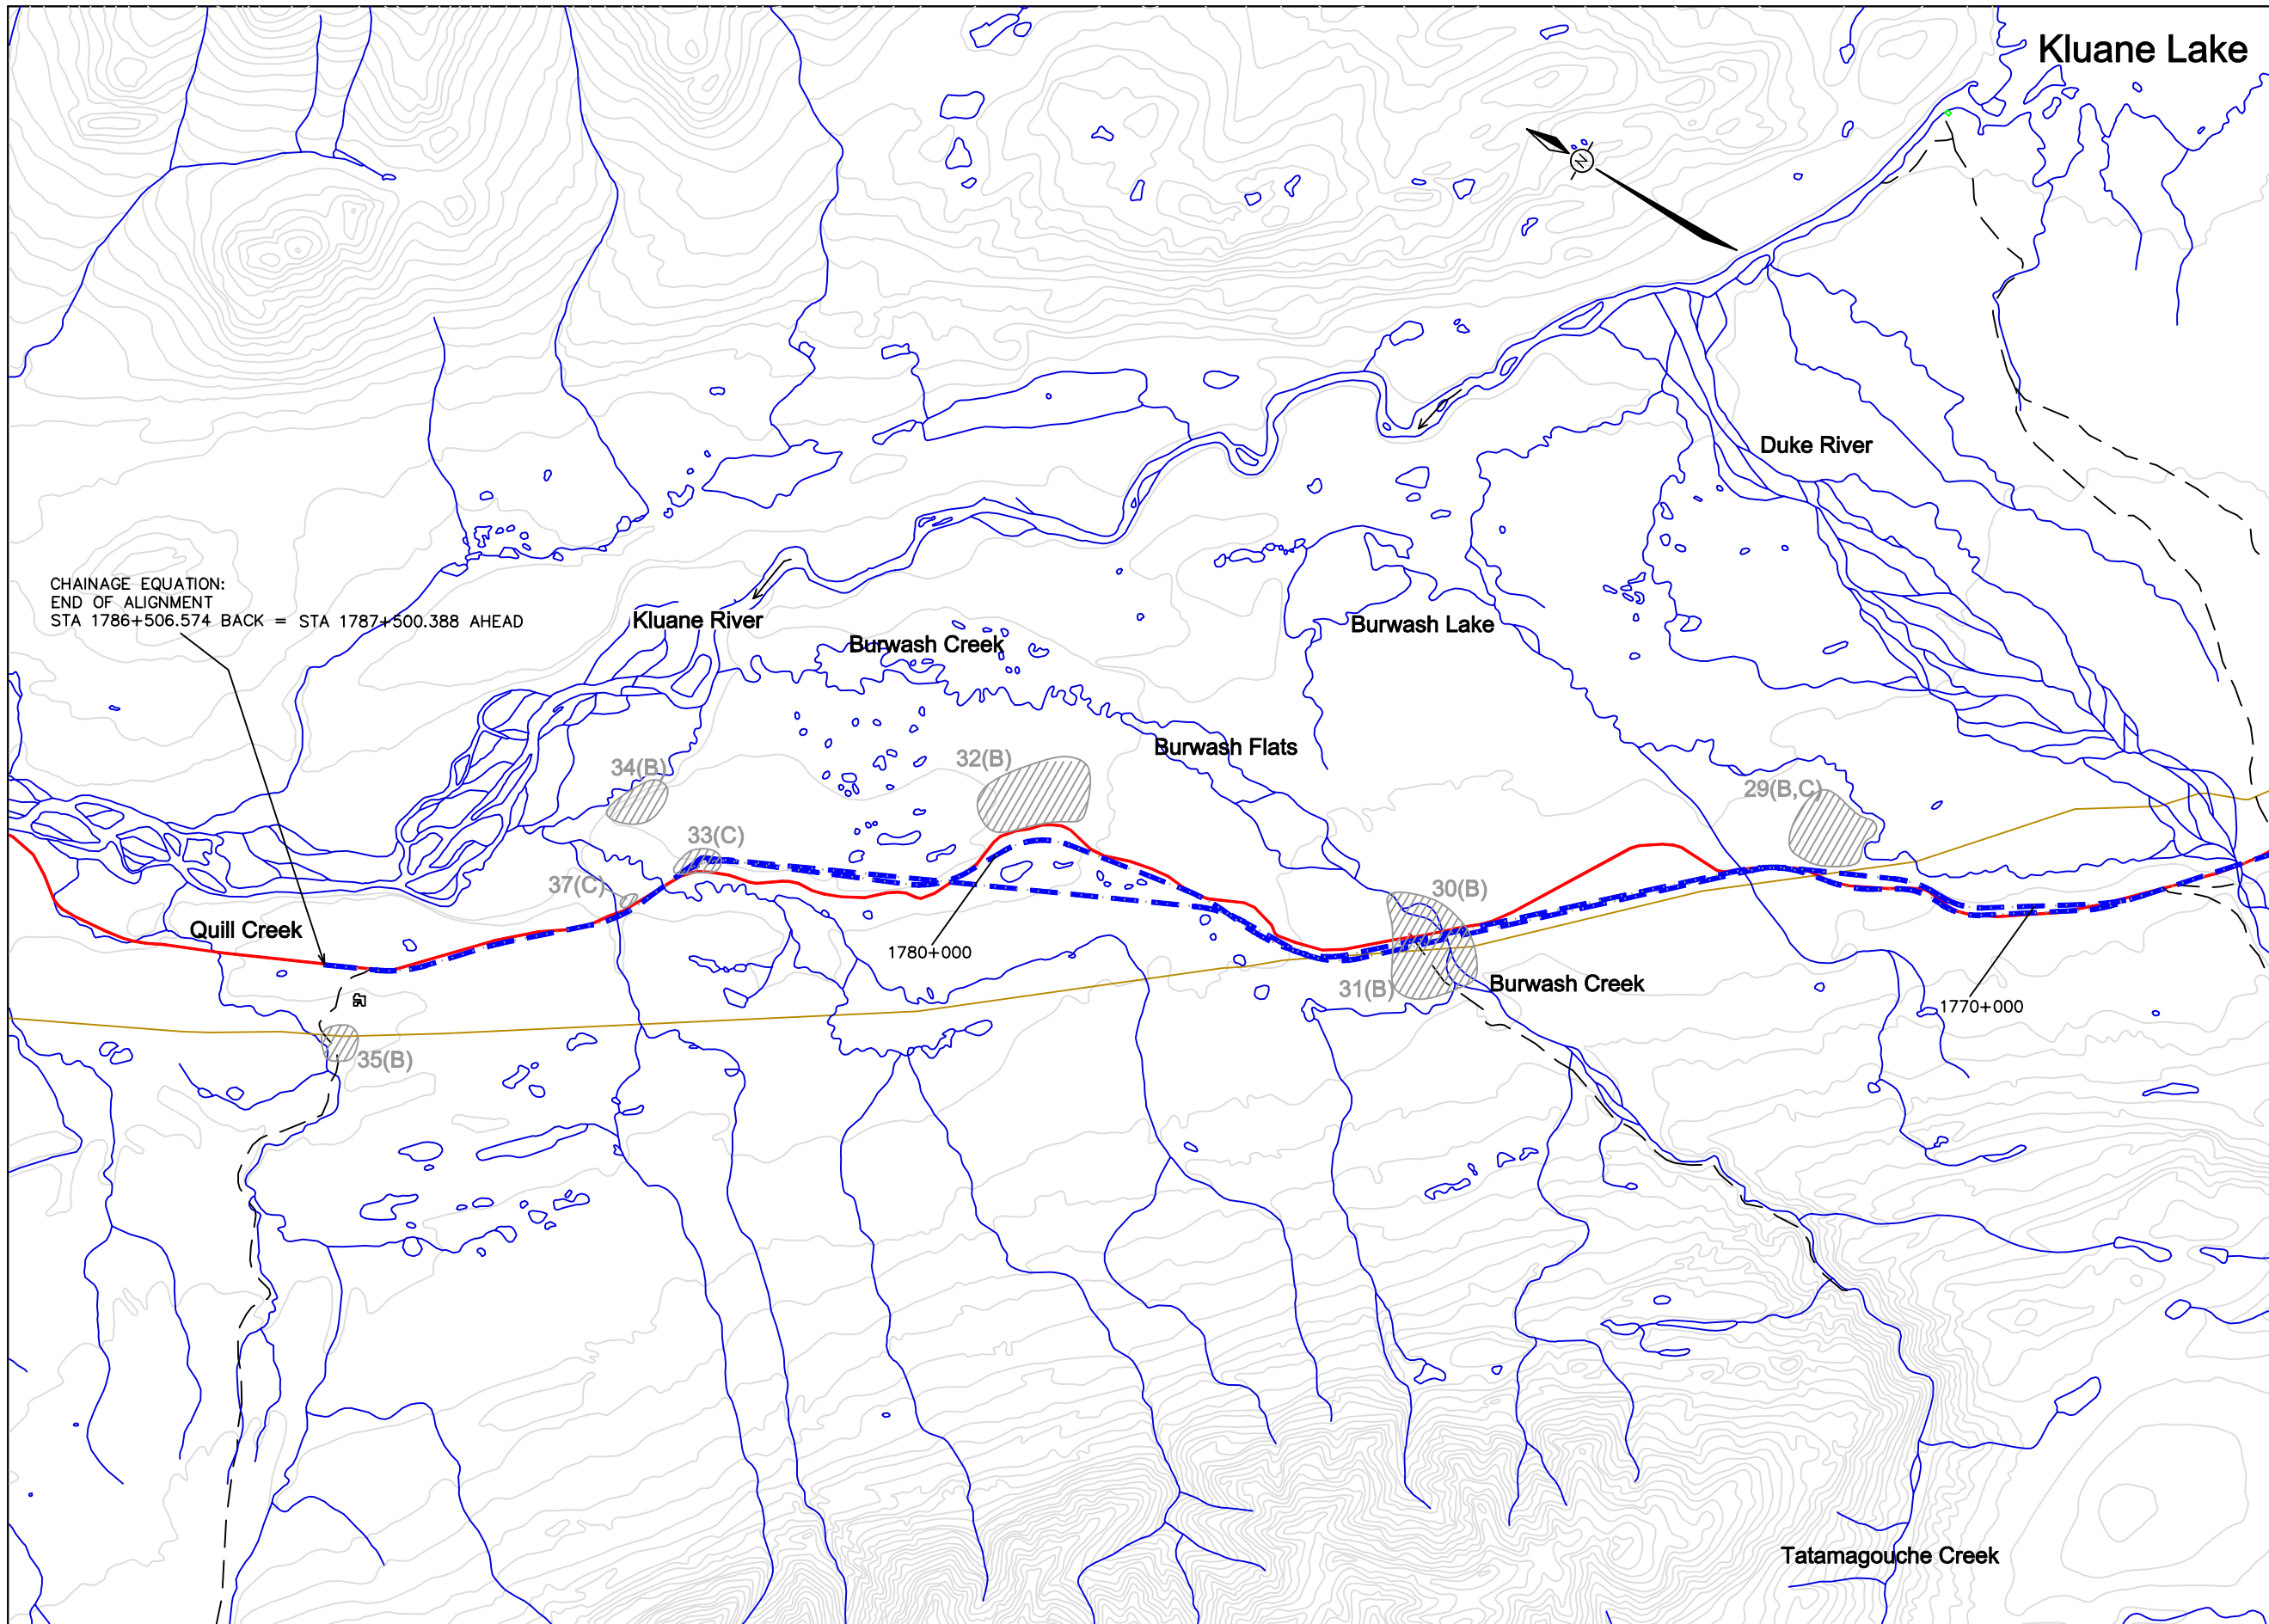 Kluane Lake
N
Duke River
CHAINAGE EQUATION:
END OF ALIGNMENT
STA 1786+506.574 BACK = STA 1787+500.388 AHEAD
Kluane River
Burwash Creek
Burwash Lake
Burwash Flats
34(B)
32(B)
29(B,C)
33(C)
37(C)
30(B)
Quill Creek
1780+000
31(B)
Burwash Creek
1770+000
35(B)
Tatamagouche Creek